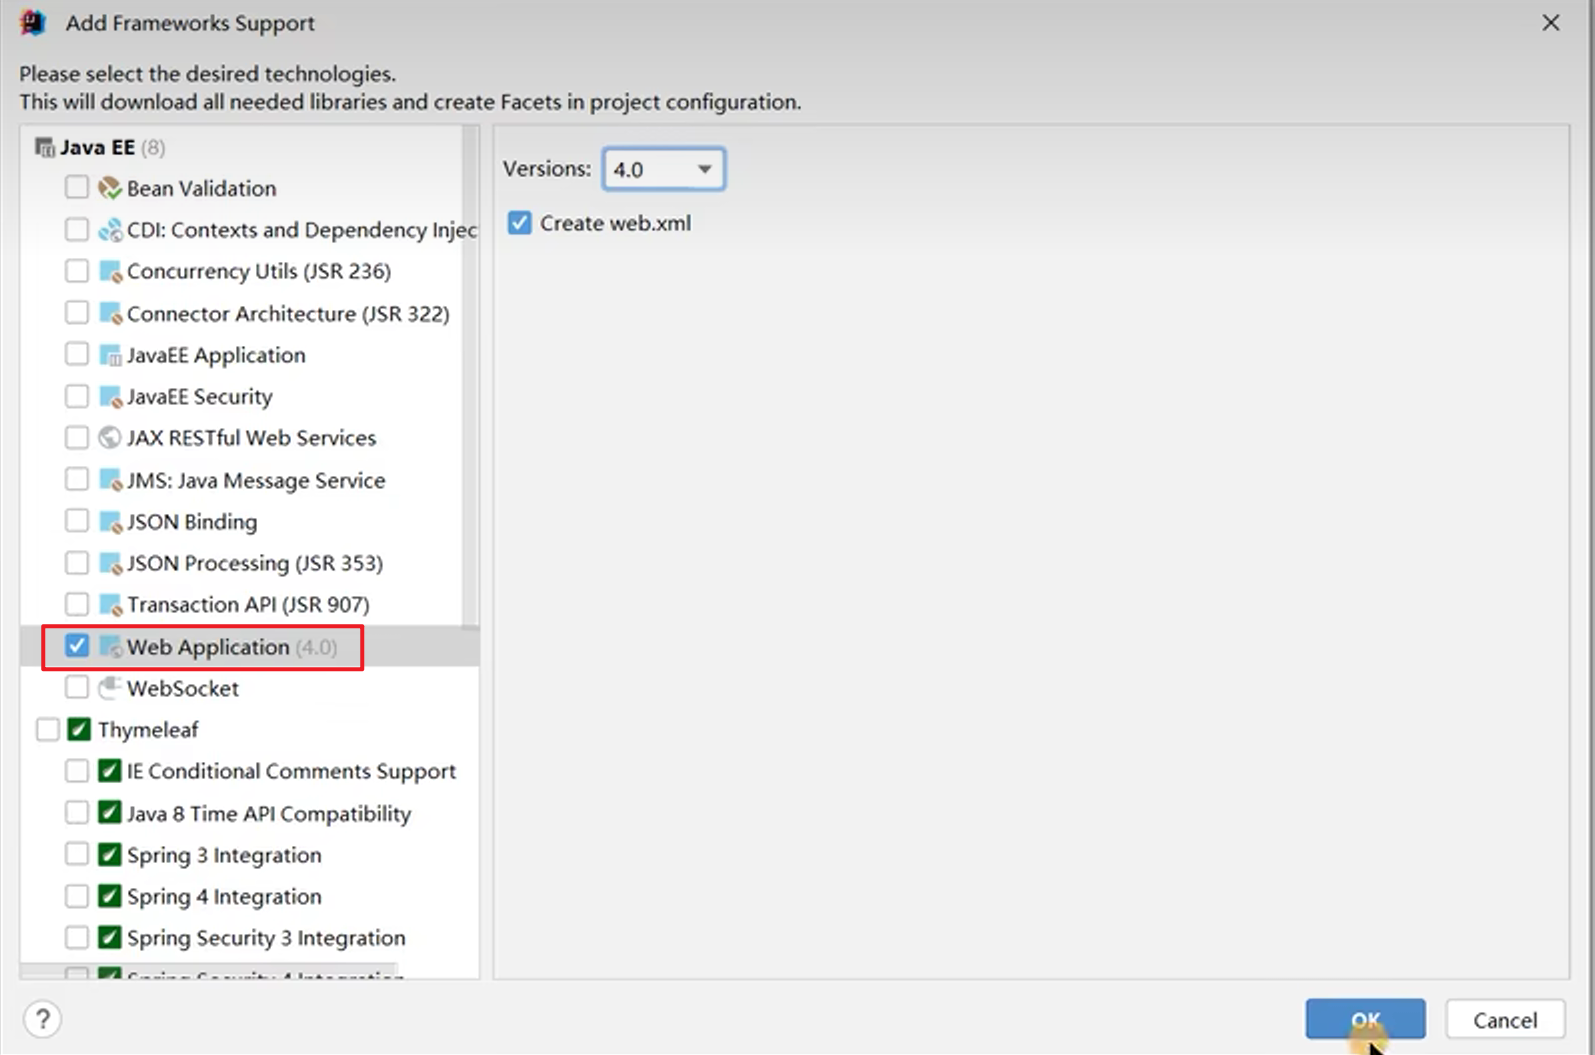 Add Frameworks Support
Please select the desired technologies.
This will download all needed libraries and create Facets in project configuration.
Java EE (8)
Bean Validation
CDI: Contexts and Dependency Injec
Concurrency Utils (JSR 236)
Connector Architecture (JSR 322)
JavaEE Application
JavaEE Security
JAX RESTful Web Services
JMS: Java Message Service
JSON Binding
JSON Processing (JSR 353)
Transaction API (JSR 907)
Web Application (4.0)
WebSocket
Thymeleaf
IE Conditional Comments Support
Java 8 Time API Compatibility
Spring 3 Integration
Spring 4 Integration
Spring Security 3 Integration
Spring Security 4 Integration
Versions: 4.0
Create web.xml
?
OK
Cancel